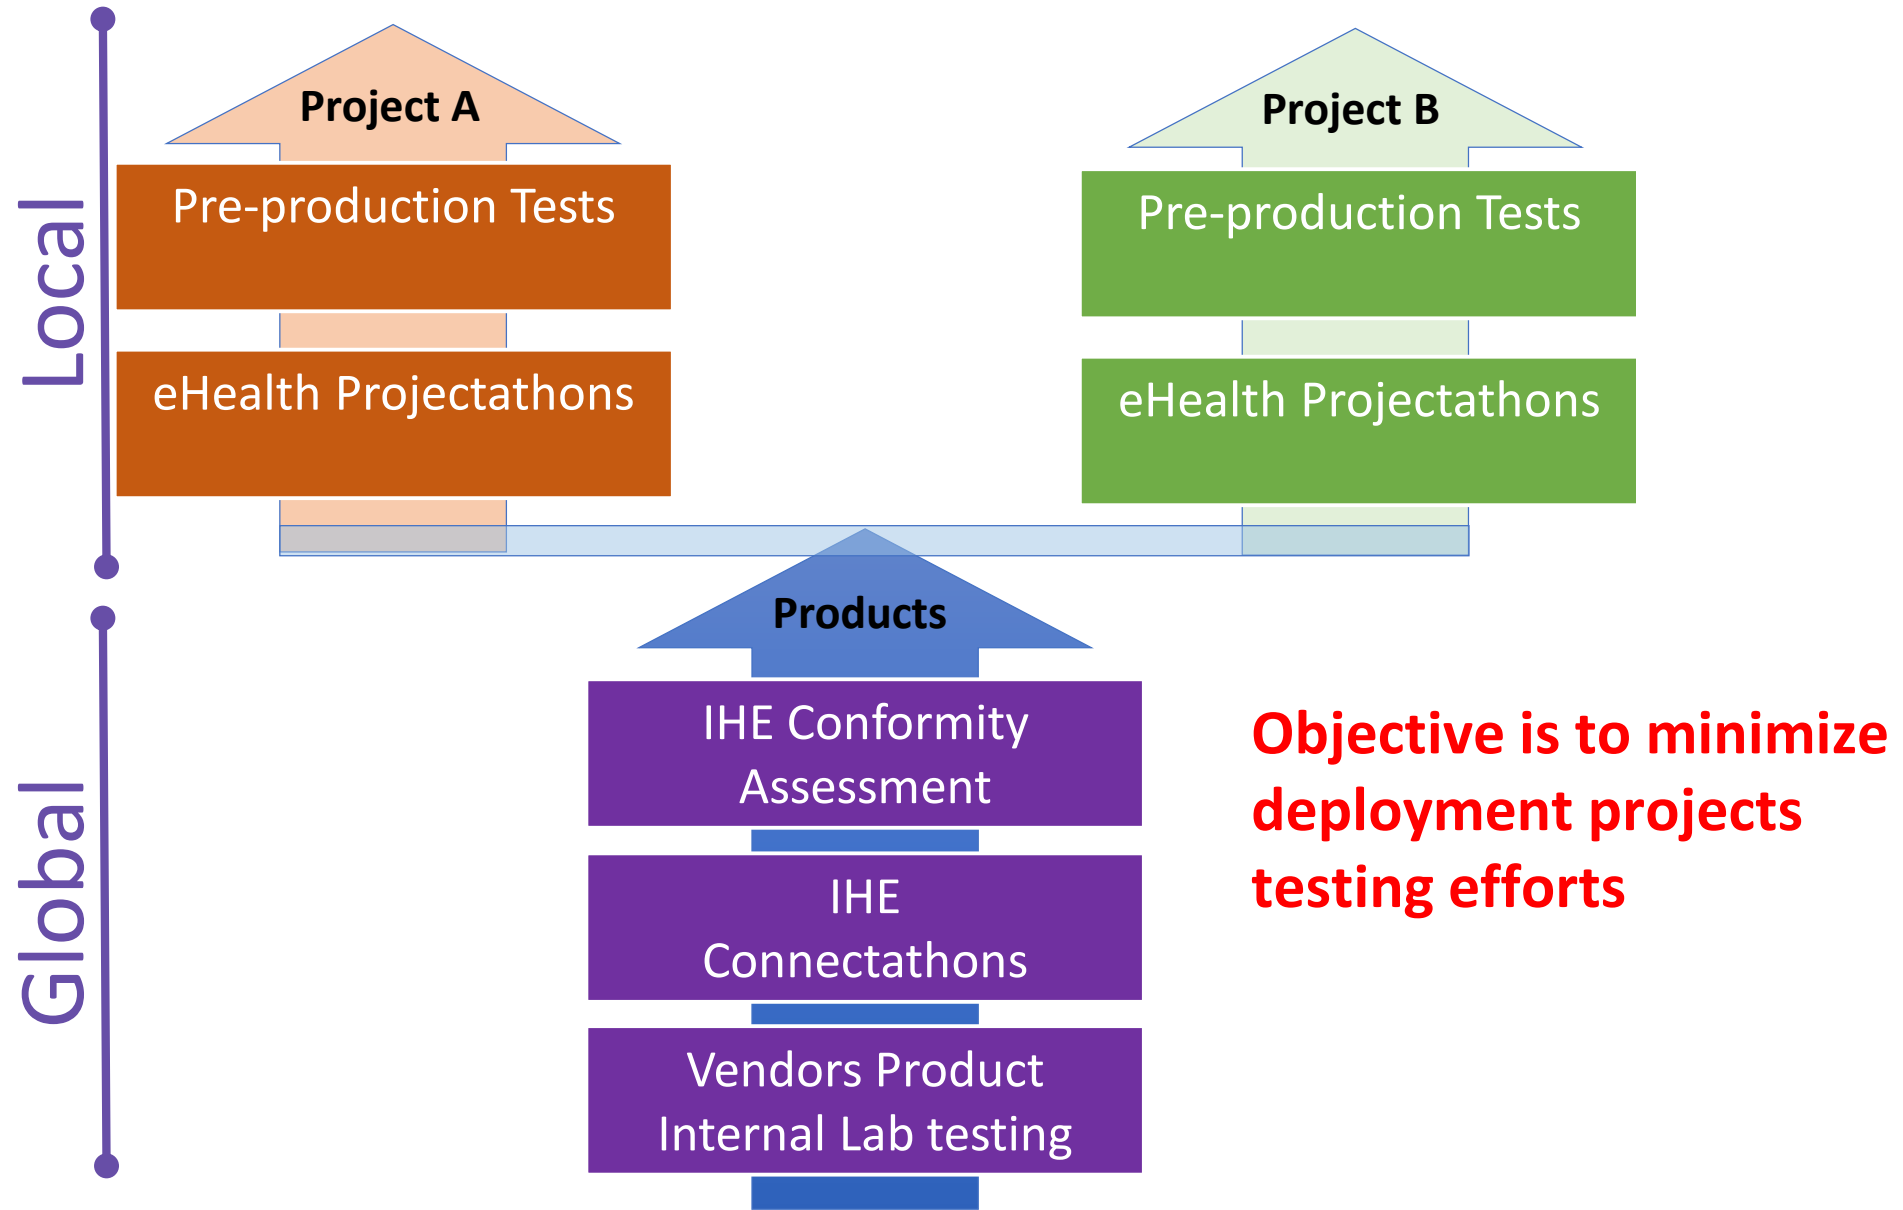 Local
Project A
Pre-production Tests
eHealth Projectathons
Project B
Pre-production Tests
eHealth Projectathons
Global
Products
IHE Conformity
Assessment
IHE
Connectathons
Vendors Product
Internal Lab testing
Objective is to minimize
deployment projects
testing efforts